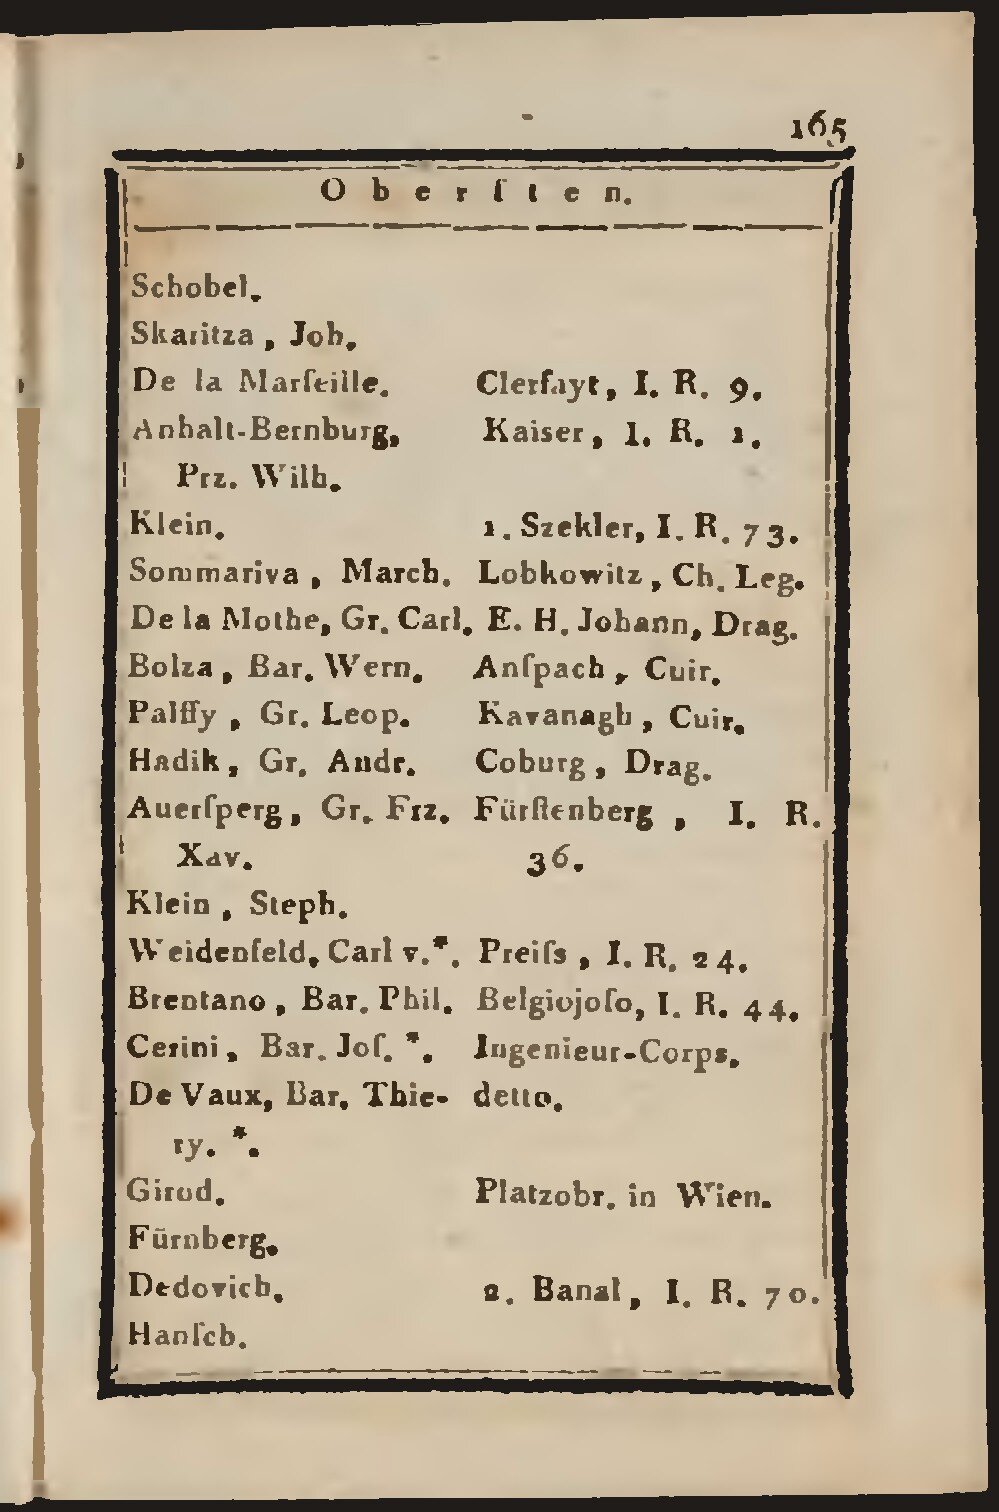 165
Oberſten.
Schobel.
Skaritza, Joh.
De la Marſeille. Clerfayt, I. R. 9.
Anhalt-Bernburg, Kaiser, I. R. 1.
Prz. Wilh.
Klein. 1. Szekler, I. R. 73.
Sommariva, March. Lobkowitz, Ch. Leg.
De la Mothe, Gr. Carl. E. H. Johann, Drag.
Bolza, Bar. Wern. Anſpach, Cuir.
Palffy, Gr. Leop. Kavanagh, Cuir.
Hadik, Gr. Andr. Coburg, Drag.
Auerſperg, Gr. Frz. Fürſtenberg, I. R.
Xav. 36.
Klein, Steph.
Weidenfeld, Carl v.*. Preiſs, I. R. 24.
Brentano, Bar. Phil. Belgiojoſo, I. R. 44.
Cerini, Bar. Joſ. *. Ingenieur-Corps.
De Vaux, Bar. Thie- detto.
ry. *.
Girod. Platzobr. in Wien.
Fürnberg.
Dedovich. 2. Banal, I. R. 70.
Hanſch.